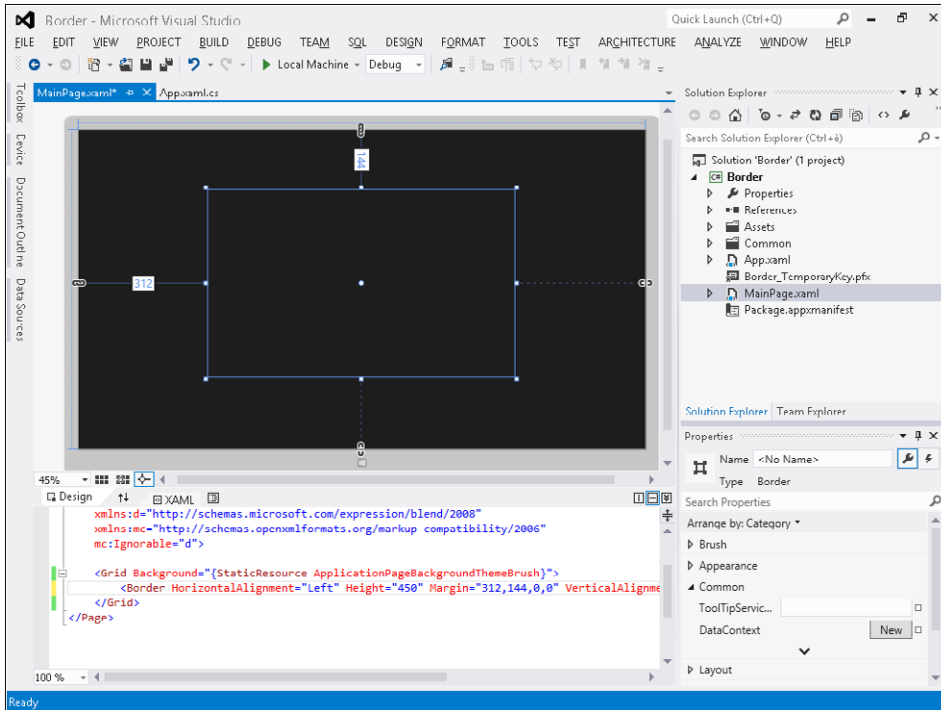 Border - Microsoft Visual Studio
Quick Launch (Ctrl+Q)
FILE EDIT VIEW PROJECT BUILD DEBUG TEAM SQL DESIGN FORMAT TOOLS TEST ARCHITECTURE ANALYZE WINDOW HELP
Local Machine Debug
Toolbox
Device
Document Outline
Data Sources
MainPage.xaml* App.xaml.cs
144
312
45%
Design XAML
xmlns:d="http://schemas.microsoft.com/expression/blend/2008"
xmlns:mc="http://schemas.openxmlformats.org/markup compatibility/2006"
mc:Ignorable="d">
<Grid Background="{StaticResource ApplicationPageBackgroundThemeBrush}">
<Border HorizontalAlignment="Left" Height="450" Margin="312,144,0,0" VerticalAlignme
</Grid>
</Page>
100 %
Solution Explorer
Search Solution Explorer (Ctrl+è)
Solution 'Border' (1 project)
C# Border
Properties
References
Assets
Common
App.xaml
Border_TemporaryKey.pfx
MainPage.xaml
Package.appxmanifest
Solution Explorer Team Explorer
Properties
Name <No Name>
Type Border
Search Properties
Arrange by: Category
Brush
Appearance
Common
ToolTipServic...
DataContext New
Layout
Ready